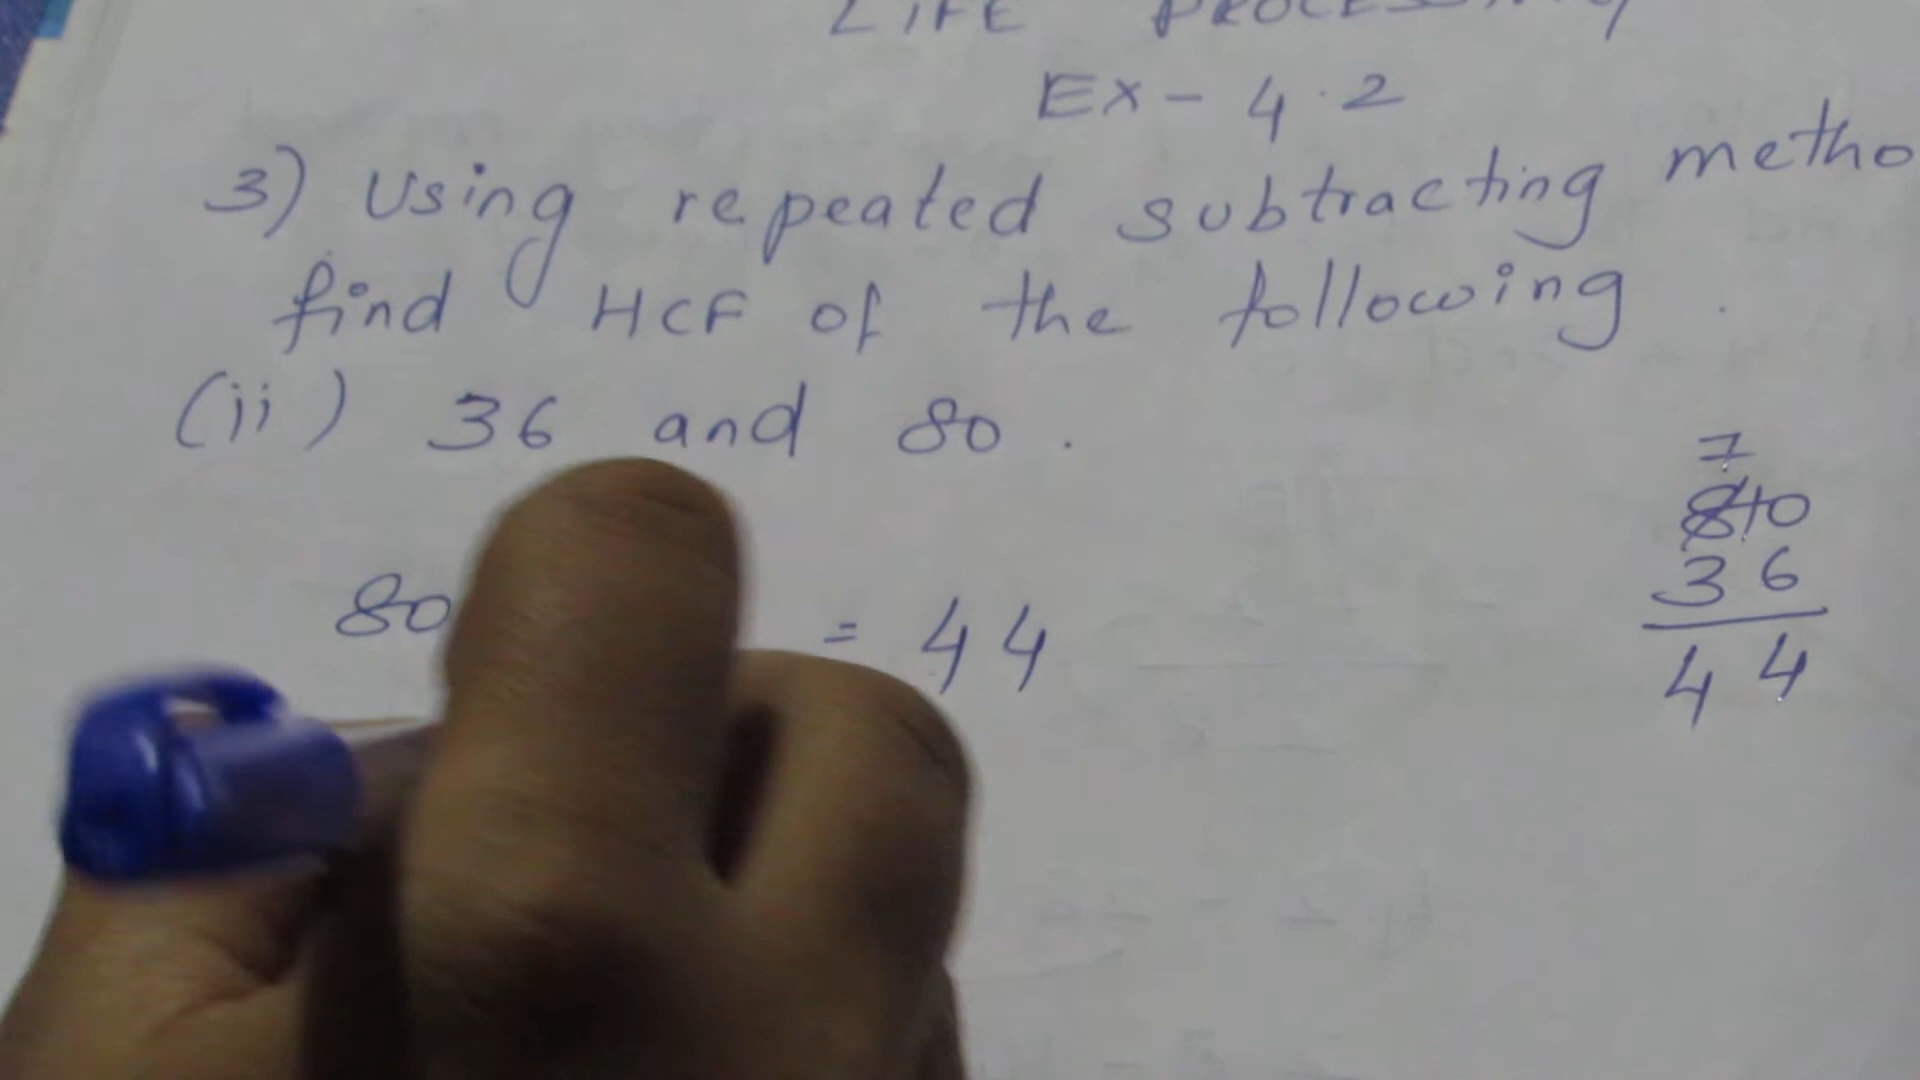 LIFE
Ex - 4.2
3) Using repeated subtracting metho
find HCF of the following.
(ii) 36 and 80.
7
810
36
44
80 = 44